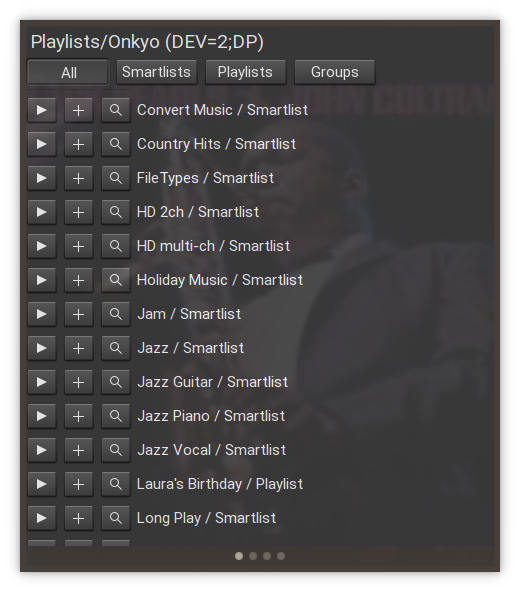 Playlists/Onkyo (DEV=2;DP)
All Smartlists Playlists Groups
Convert Music / Smartlist
Country Hits / Smartlist
FileTypes / Smartlist
HD 2ch / Smartlist
HD multi-ch / Smartlist
Holiday Music / Smartlist
Jam / Smartlist
Jazz / Smartlist
Jazz Guitar / Smartlist
Jazz Piano / Smartlist
Jazz Vocal / Smartlist
Laura's Birthday / Playlist
Long Play / Smartlist